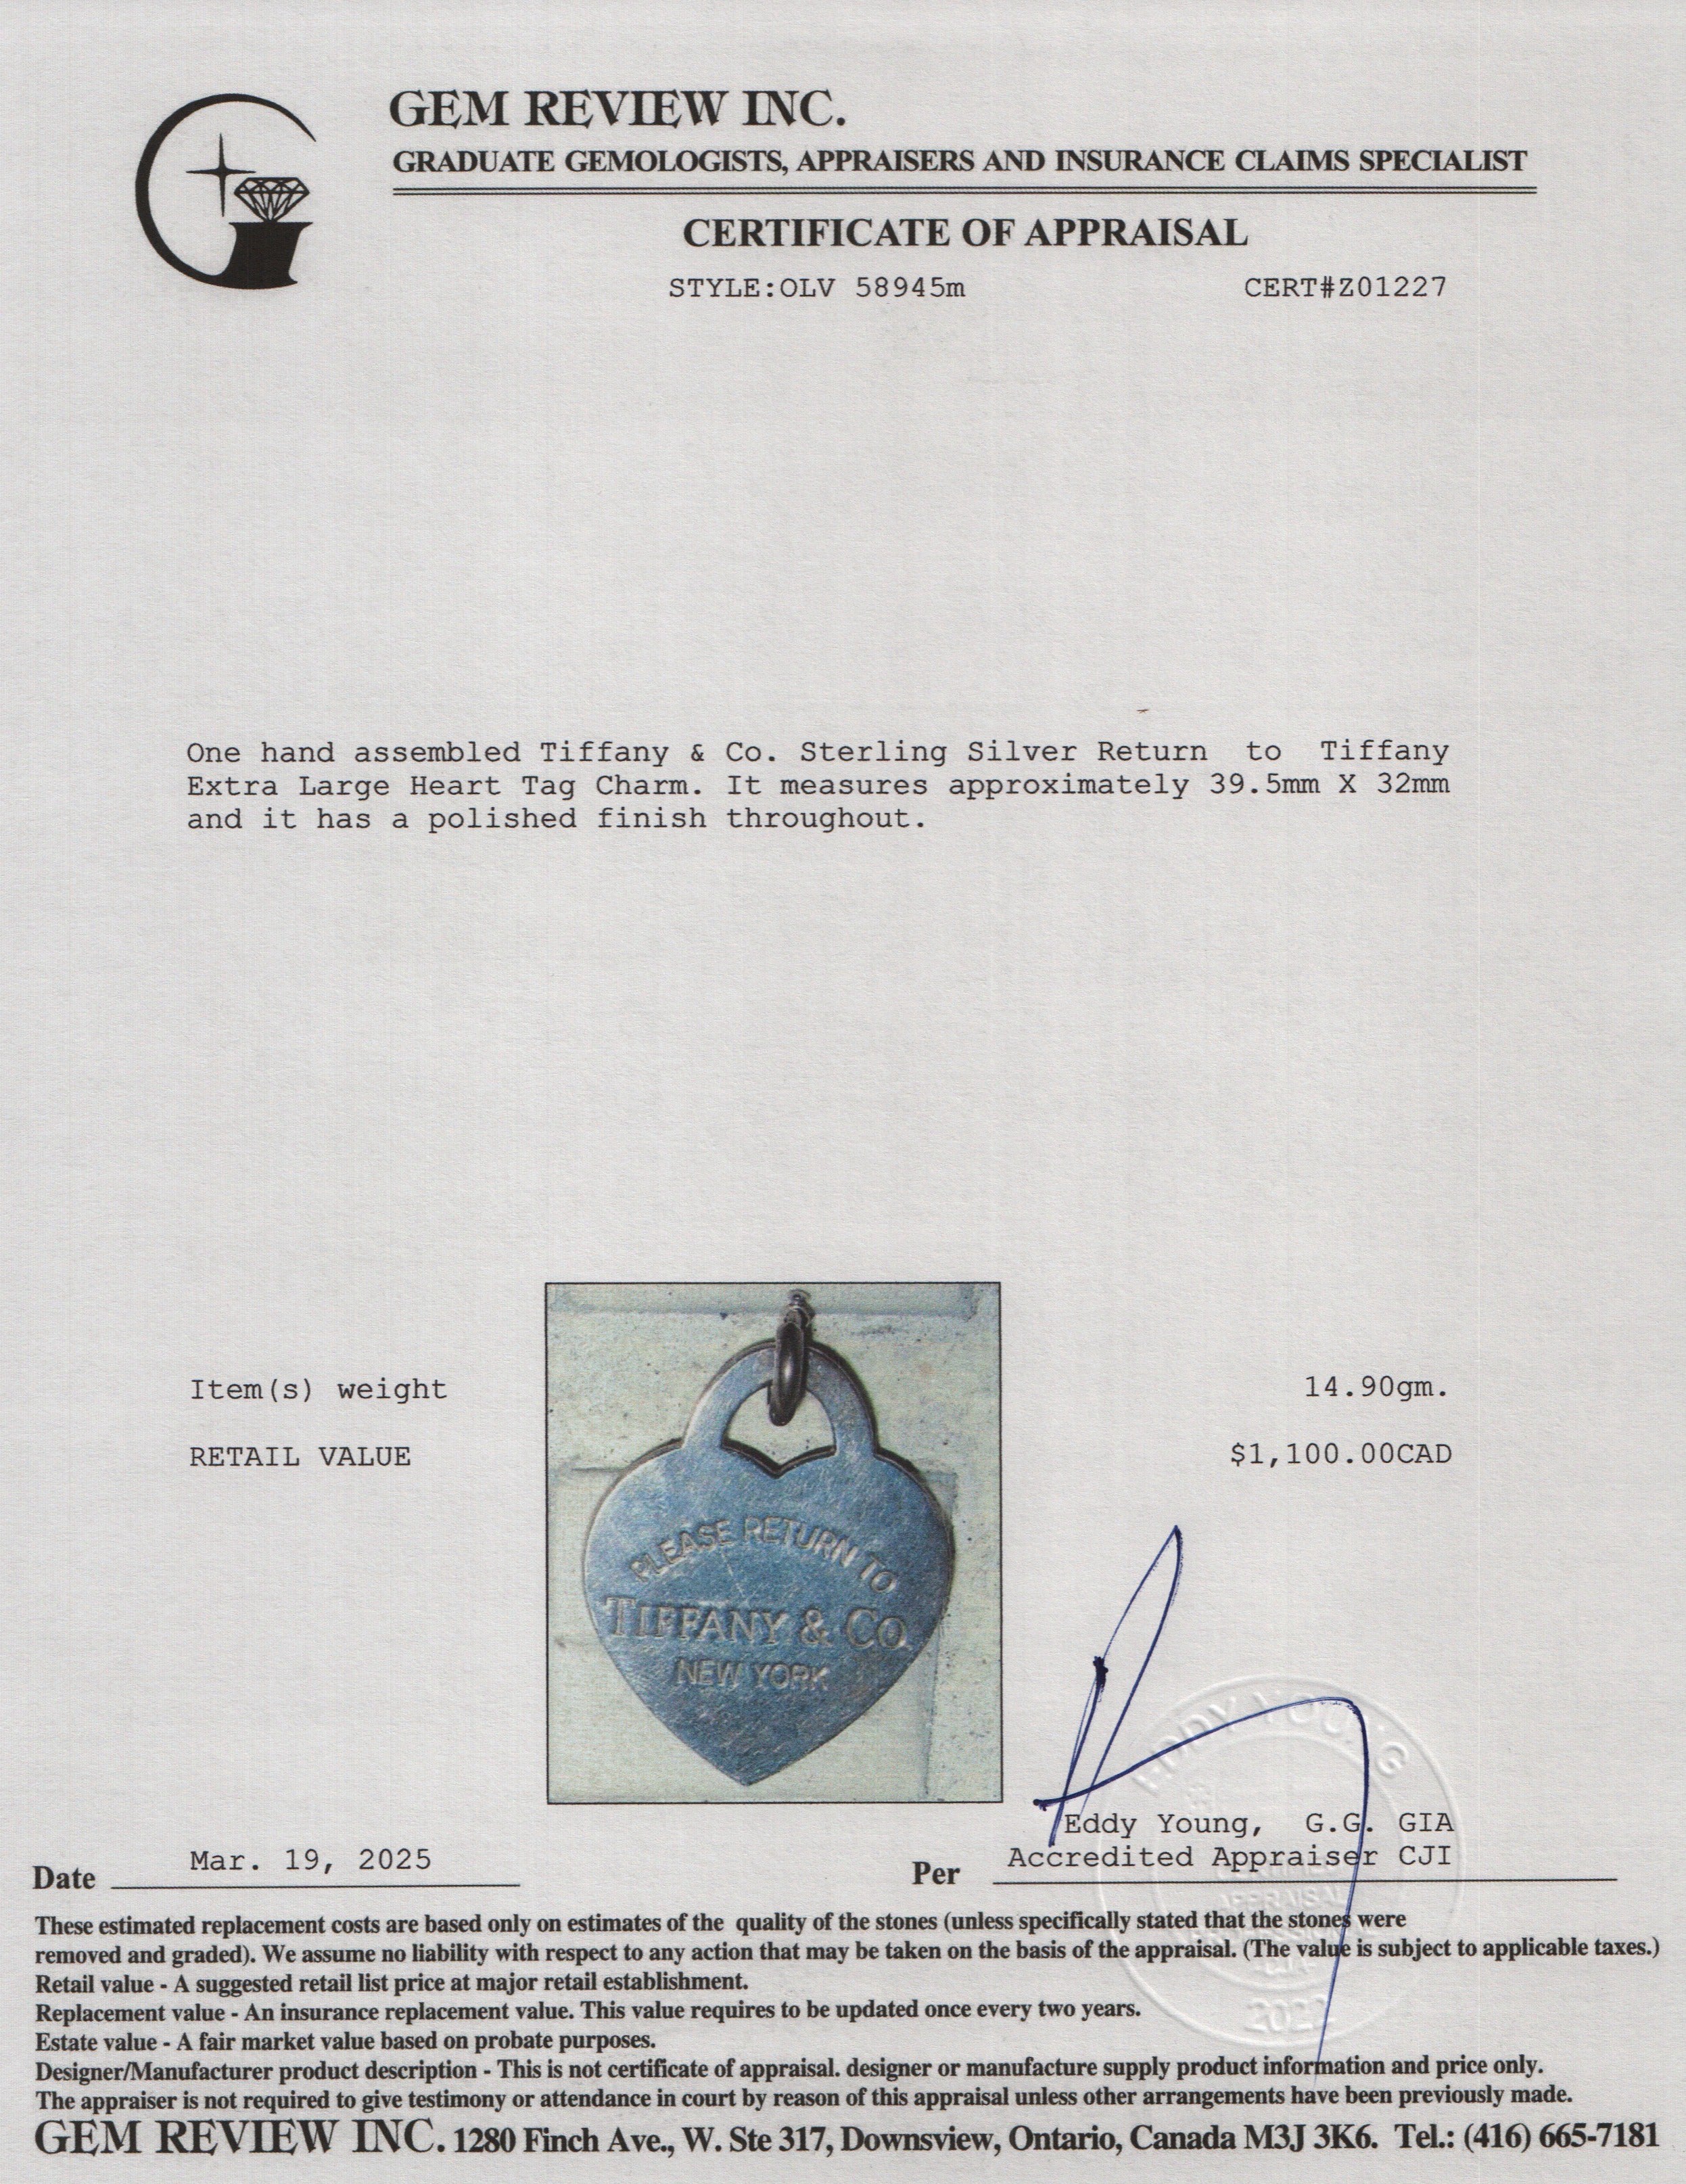 GEM REVIEW INC.
GRADUATE GEMOLOGISTS, APPRAISERS AND INSURANCE CLAIMS SPECIALIST
CERTIFICATE OF APPRAISAL
STYLE:OLV 58945m CERT#Z01227
One hand assembled Tiffany & Co. Sterling Silver Return to Tiffany
Extra Large Heart Tag Charm. It measures approximately 39.5mm X 32mm
and it has a polished finish throughout.
Item(s) weight 14.90gm.
RETAIL VALUE $1,100.00CAD
PLEASE RETURN TO
TIFFANY & CO.
NEW YORK
EDDY YOUNG
Eddy Young, G.G. GIA
Date Mar. 19, 2025 Per Accredited Appraiser CJI
APPRAISAL
2022
These estimated replacement costs are based only on estimates of the quality of the stones (unless specifically stated that the stones were
removed and graded). We assume no liability with respect to any action that may be taken on the basis of the appraisal. (The value is subject to applicable taxes.)
Retail value - A suggested retail list price at major retail establishment.
Replacement value - An insurance replacement value. This value requires to be updated once every two years.
Estate value - A fair market value based on probate purposes.
Designer/Manufacturer product description - This is not certificate of appraisal. designer or manufacture supply product information and price only.
The appraiser is not required to give testimony or attendance in court by reason of this appraisal unless other arrangements have been previously made.
GEM REVIEW INC. 1280 Finch Ave., W. Ste 317, Downsview, Ontario, Canada M3J 3K6. Tel.: (416) 665-7181